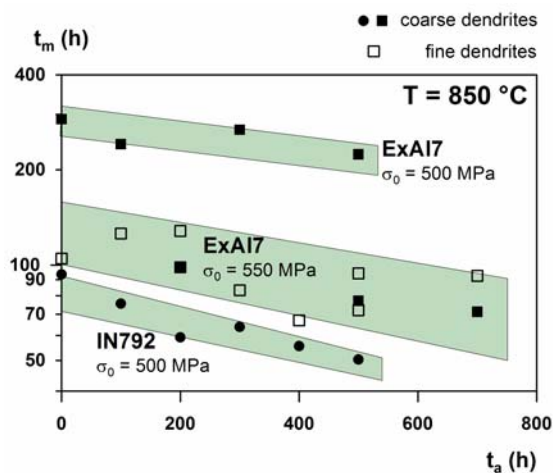 t_m (h)
● ■ coarse dendrites
□ fine dendrites
T = 850 °C
400
200
100
90
70
50
ExAl7
σ₀ = 500 MPa
ExAl7
σ₀ = 550 MPa
IN792
σ₀ = 500 MPa
0 200 400 600 800
t_a (h)